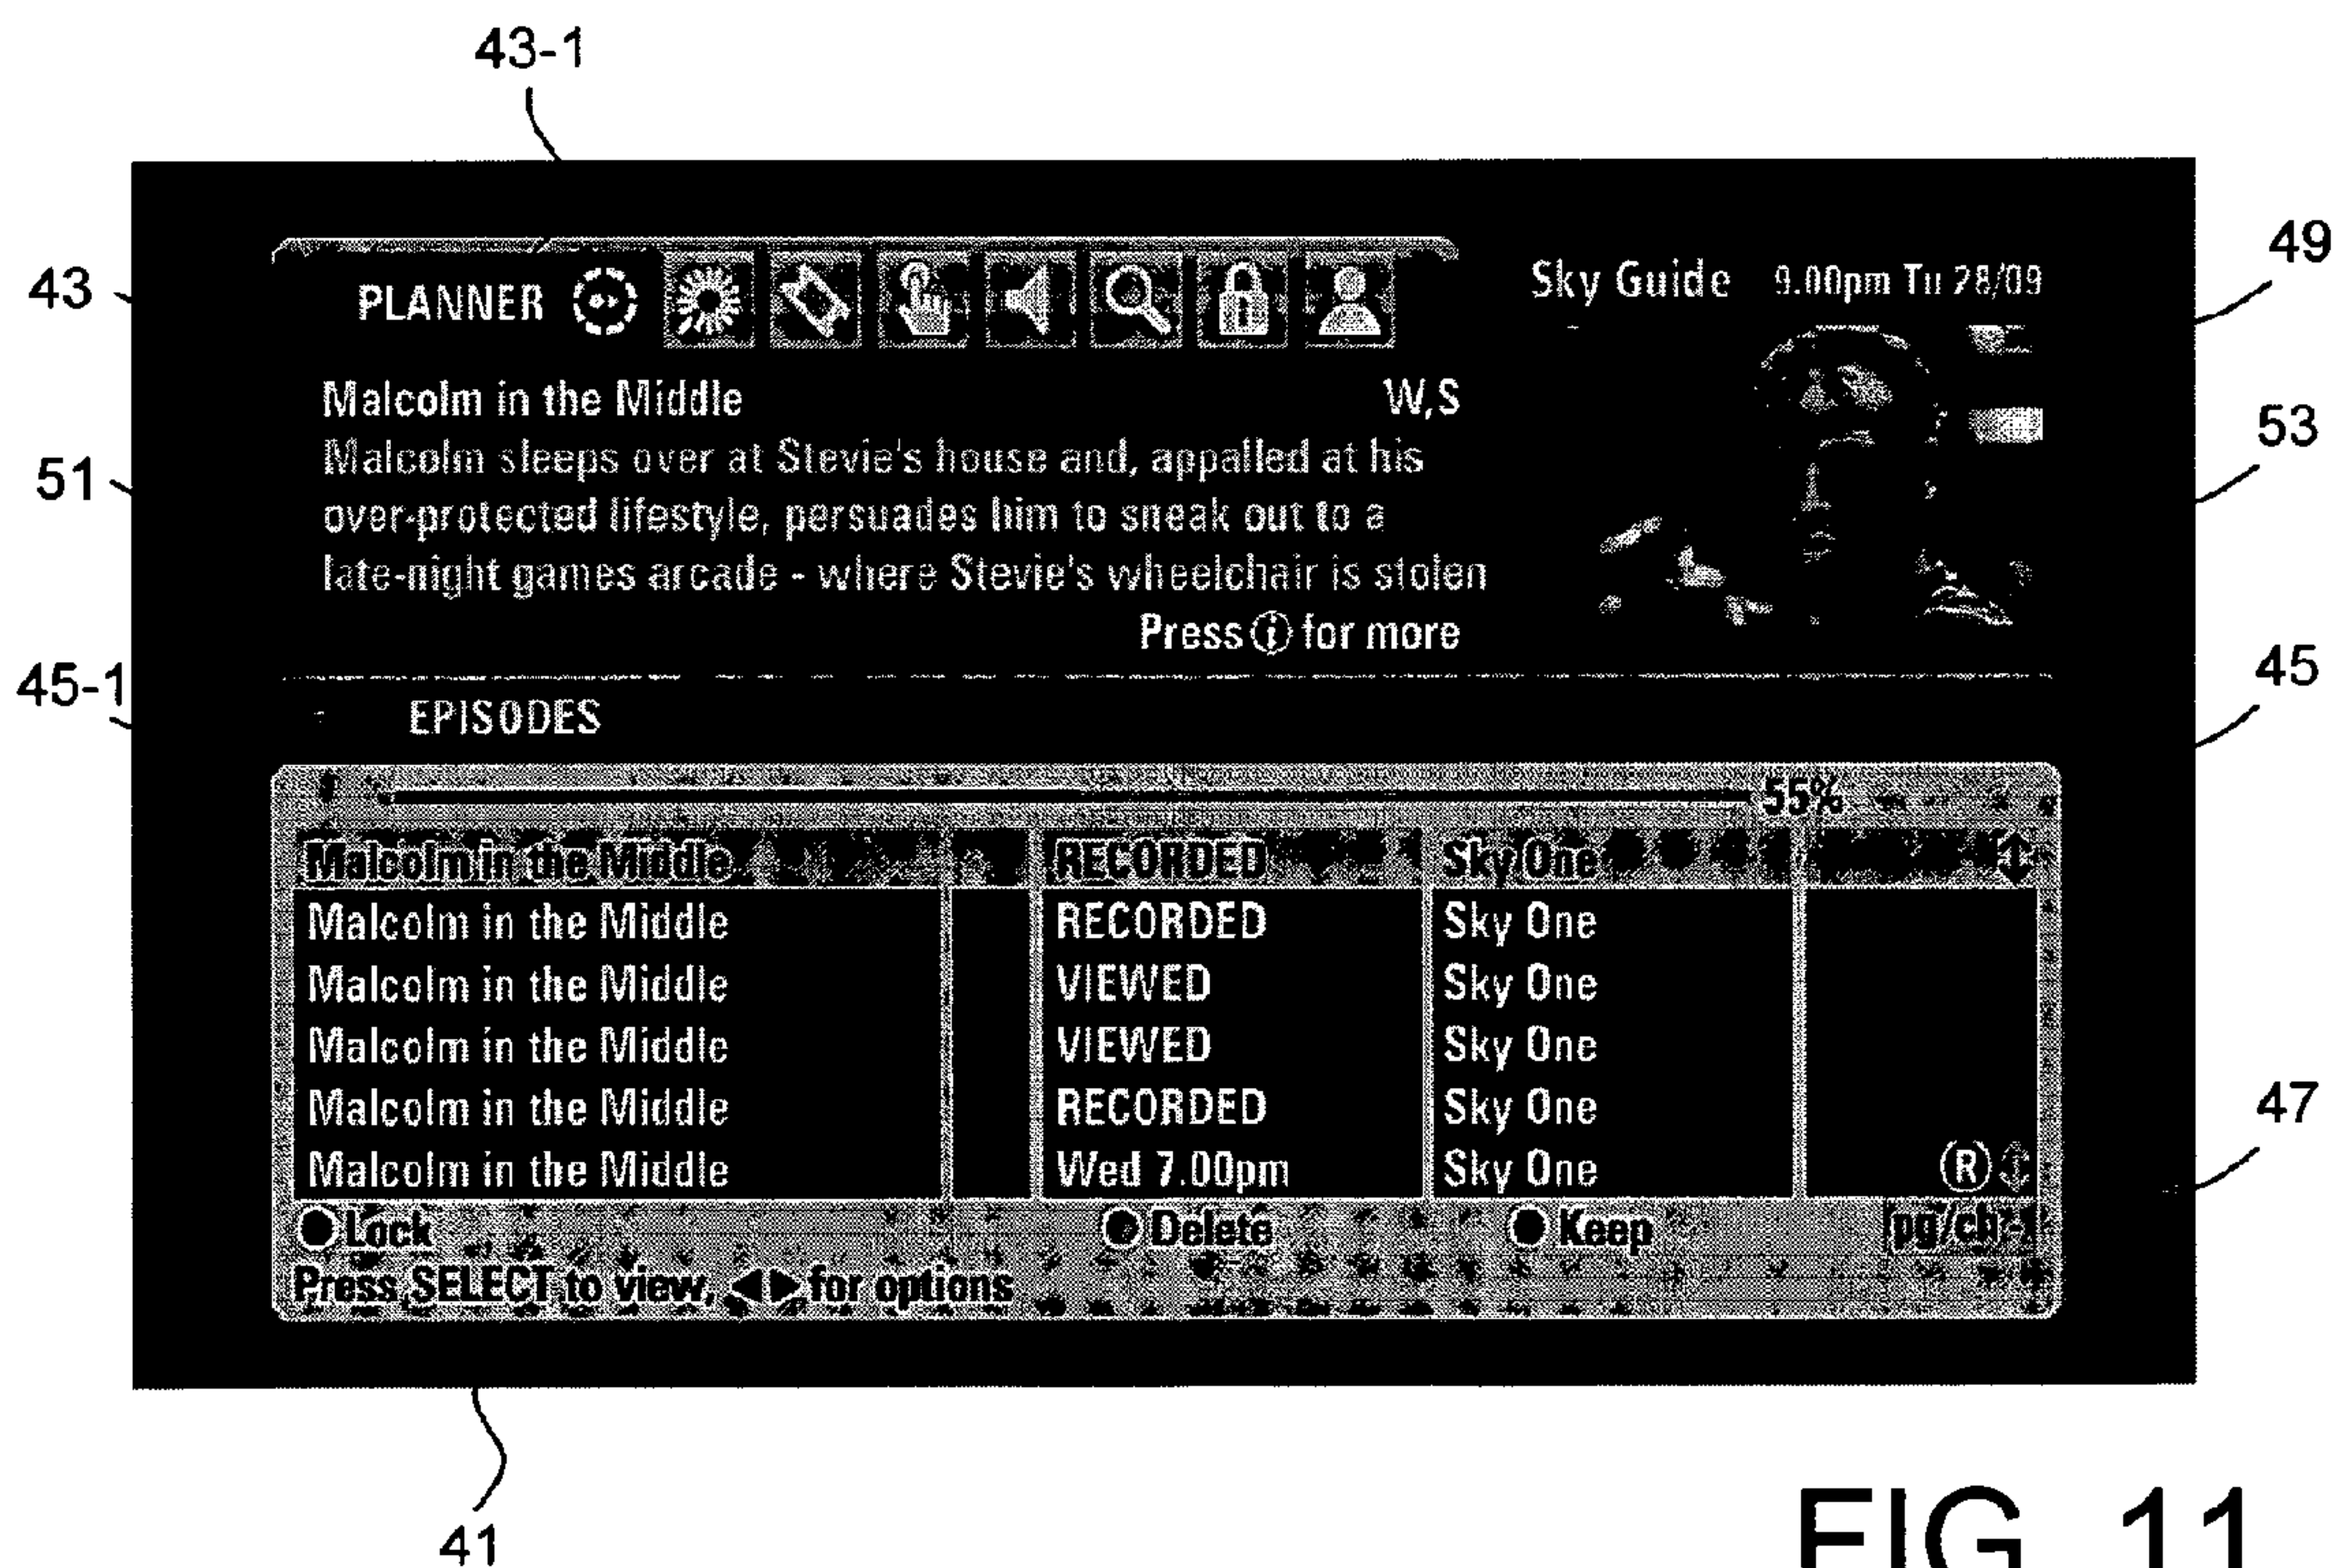 43-1
43
49
PLANNER
Sky Guide 9.00pm Tu 28/09
Malcolm in the Middle W,S
53
Malcolm sleeps over at Stevie's house and, appalled at his
51
over-protected lifestyle, persuades him to sneak out to a
late-night games arcade - where Stevie's wheelchair is stolen
Press i for more
45-1
45
EPISODES
55%
Malcolm in the Middle RECORDED Sky One
Malcolm in the Middle RECORDED Sky One
Malcolm in the Middle VIEWED Sky One
Malcolm in the Middle VIEWED Sky One
Malcolm in the Middle RECORDED Sky One
47
Malcolm in the Middle Wed 7.00pm Sky One R
Lock Delete Keep pg/ch
Press SELECT to view, ◀▶ for options
41
FIG 11